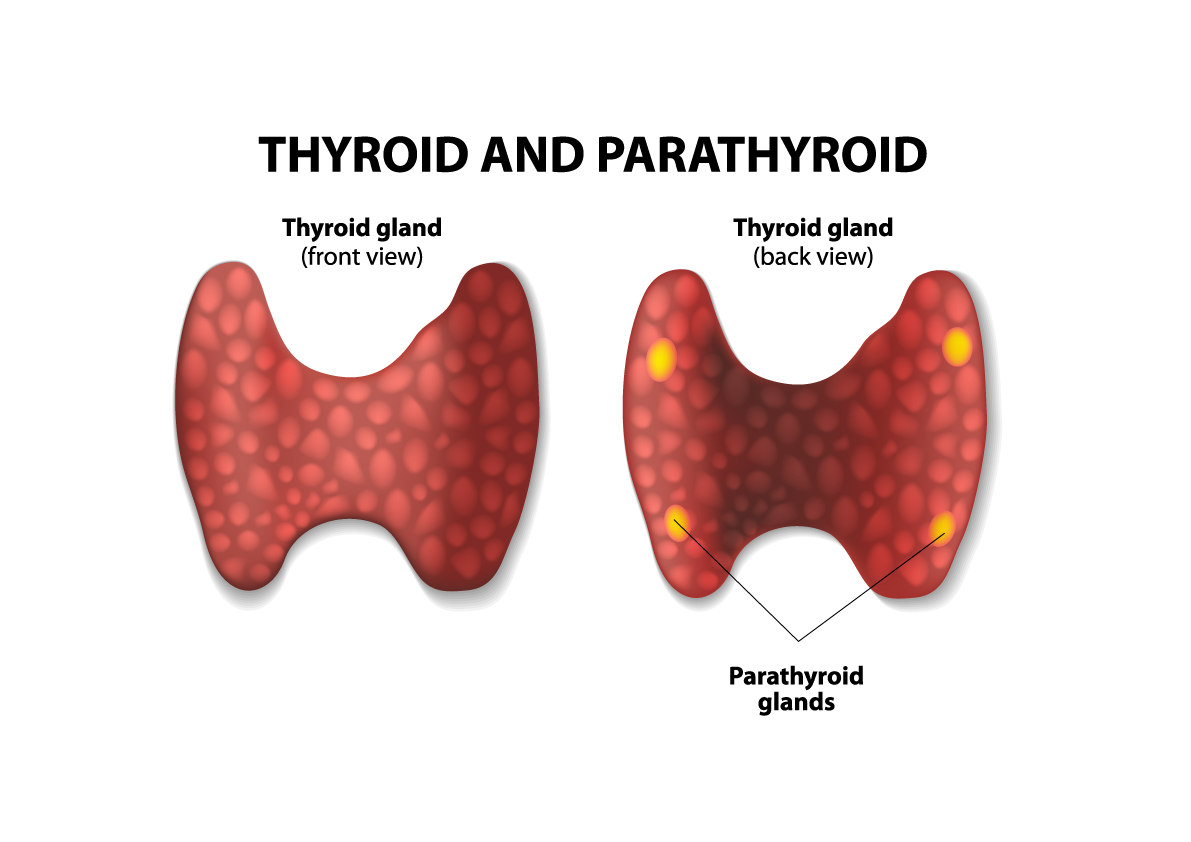 THYROID AND PARATHYROID
Thyroid gland
(front view)
Thyroid gland
(back view)
Parathyroid
glands